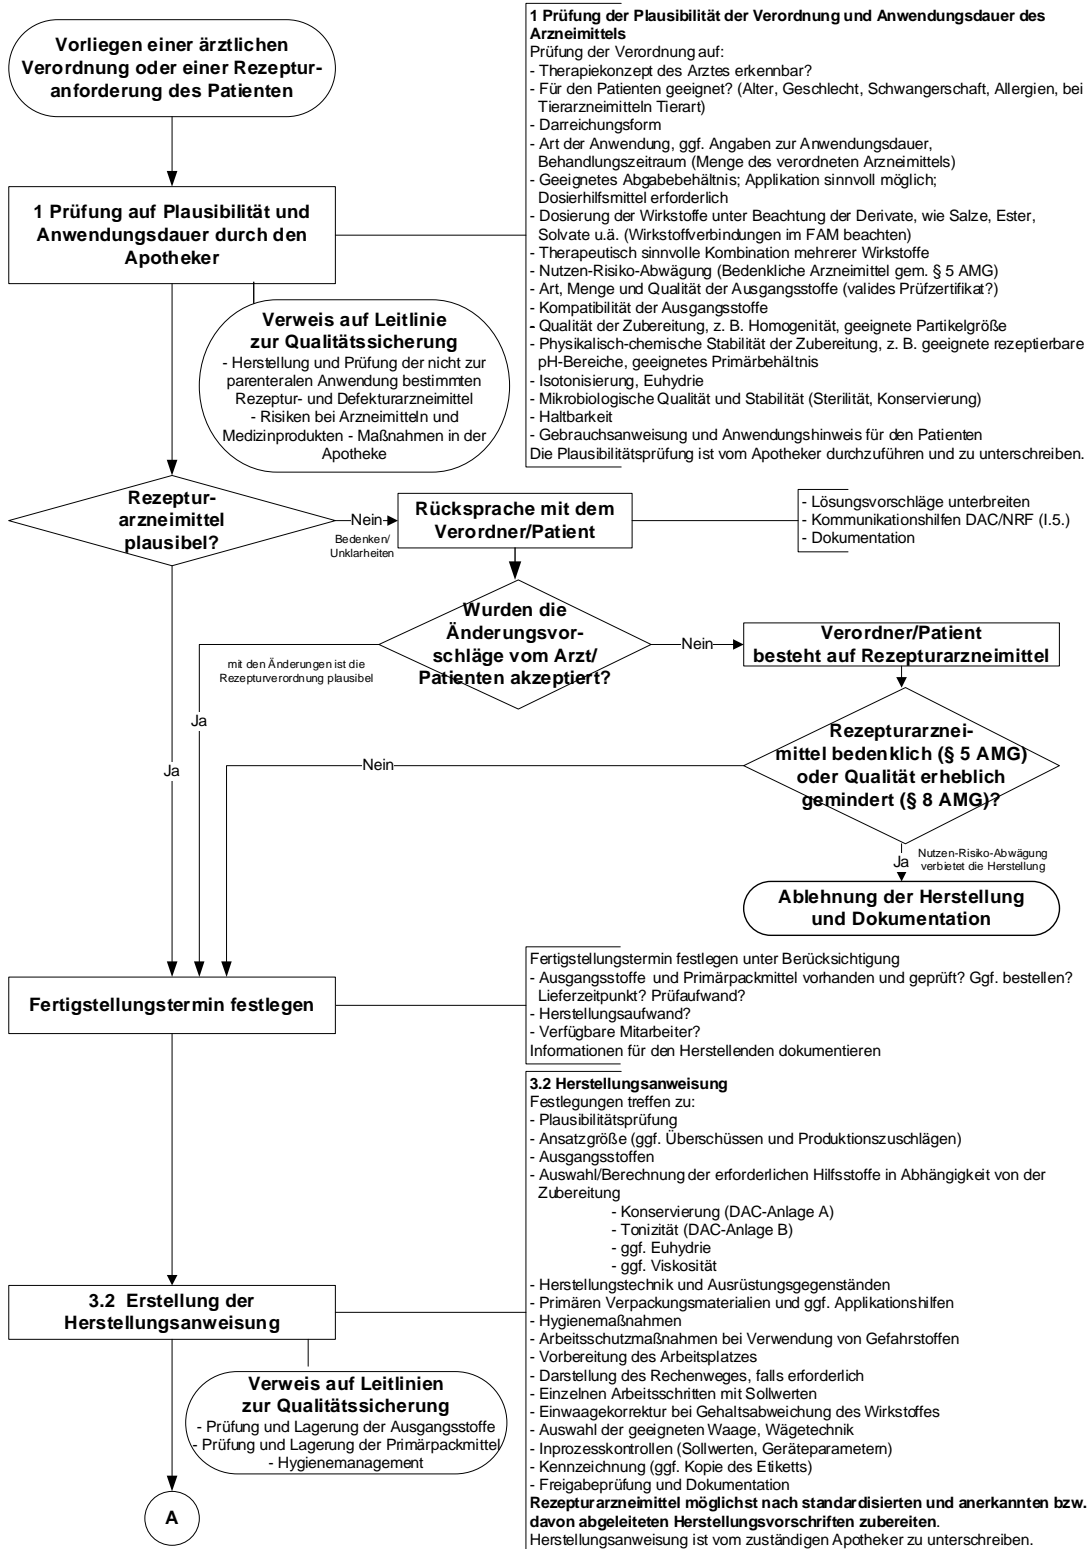 Vorliegen einer ärztlichen
Verordnung oder einer Rezeptur-
anforderung des Patienten
1 Prüfung der Plausibilität der Verordnung und Anwendungsdauer des
Arzneimittels
Prüfung der Verordnung auf:
- Therapiekonzept des Arztes erkennbar?
- Für den Patienten geeignet? (Alter, Geschlecht, Schwangerschaft, Allergien, bei
Tierarzneimitteln Tierart)
- Darreichungsform
- Art der Anwendung, ggf. Angaben zur Anwendungsdauer,
Behandlungszeitraum (Menge des verordneten Arzneimittels)
- Geeignetes Abgabebehältnis; Applikation sinnvoll möglich;
Dosierhilfsmittel erforderlich
- Dosierung der Wirkstoffe unter Beachtung der Derivate, wie Salze, Ester,
Solvate u.ä. (Wirkstoffverbindungen im FAM beachten)
- Therapeutisch sinnvolle Kombination mehrerer Wirkstoffe
- Nutzen-Risiko-Abwägung (Bedenkliche Arzneimittel gem. § 5 AMG)
- Art, Menge und Qualität der Ausgangsstoffe (valides Prüfzertifikat?)
- Kompatibilität der Ausgangsstoffe
- Qualität der Zubereitung, z. B. Homogenität, geeignete Partikelgröße
- Physikalisch-chemische Stabilität der Zubereitung, z. B. geeignete rezeptierbare
pH-Bereiche, geeignetes Primärbehältnis
- Isotonisierung, Euhydrie
- Mikrobiologische Qualität und Stabilität (Sterilität, Konservierung)
- Haltbarkeit
- Gebrauchsanweisung und Anwendungshinweis für den Patienten
Die Plausibilitätsprüfung ist vom Apotheker durchzuführen und zu unterschreiben.
1 Prüfung auf Plausibilität und
Anwendungsdauer durch den
Apotheker
Verweis auf Leitlinie
zur Qualitätssicherung
- Herstellung und Prüfung der nicht zur
parenteralen Anwendung bestimmten
Rezeptur- und Defekturarzneimittel
- Risiken bei Arzneimitteln und
Medizinprodukten - Maßnahmen in der
Apotheke
Rezeptur-
arzneimittel
plausibel?
Nein
Bedenken/
Unklarheiten
Rücksprache mit dem
Verordner/Patient
- Lösungsvorschläge unterbreiten
- Kommunikationshilfen DAC/NRF (I.5.)
- Dokumentation
Wurden die
Änderungsvor-
schläge vom Arzt/
Patienten akzeptiert?
Nein
Verordner/Patient
besteht auf Rezepturarzneimittel
mit den Änderungen ist die
Rezepturverordnung plausibel
Ja
Ja
Rezepturarznei-
mittel bedenklich (§ 5 AMG)
oder Qualität erheblich
gemindert (§ 8 AMG)?
Nein
Ja
Nutzen-Risiko-Abwägung
verbietet die Herstellung
Ablehnung der Herstellung
und Dokumentation
Fertigstellungstermin festlegen
Fertigstellungstermin festlegen unter Berücksichtigung
- Ausgangsstoffe und Primärpackmittel vorhanden und geprüft? Ggf. bestellen?
Lieferzeitpunkt? Prüfaufwand?
- Herstellungsaufwand?
- Verfügbare Mitarbeiter?
Informationen für den Herstellenden dokumentieren
3.2 Herstellungsanweisung
Festlegungen treffen zu:
- Plausibilitätsprüfung
- Ansatzgröße (ggf. Überschüssen und Produktionszuschlägen)
- Ausgangsstoffen
- Auswahl/Berechnung der erforderlichen Hilfsstoffe in Abhängigkeit von der
Zubereitung
- Konservierung (DAC-Anlage A)
- Tonizität (DAC-Anlage B)
- ggf. Euhydrie
- ggf. Viskosität
- Herstellungstechnik und Ausrüstungsgegenständen
- Primären Verpackungsmaterialien und ggf. Applikationshilfen
- Hygienemaßnahmen
- Arbeitsschutzmaßnahmen bei Verwendung von Gefahrstoffen
- Vorbereitung des Arbeitsplatzes
- Darstellung des Rechenweges, falls erforderlich
- Einzelnen Arbeitsschritten mit Sollwerten
- Einwaagekorrektur bei Gehaltsabweichung des Wirkstoffes
- Auswahl der geeigneten Waage, Wägetechnik
- Inprozesskontrollen (Sollwerten, Geräteparametern)
- Kennzeichnung (ggf. Kopie des Etiketts)
- Freigabeprüfung und Dokumentation
Rezepturarzneimittel möglichst nach standardisierten und anerkannten bzw.
davon abgeleiteten Herstellungsvorschriften zubereiten.
Herstellungsanweisung ist vom zuständigen Apotheker zu unterschreiben.
3.2 Erstellung der
Herstellungsanweisung
Verweis auf Leitlinien
zur Qualitätssicherung
- Prüfung und Lagerung der Ausgangsstoffe
- Prüfung und Lagerung der Primärpackmittel
- Hygienemanagement
A